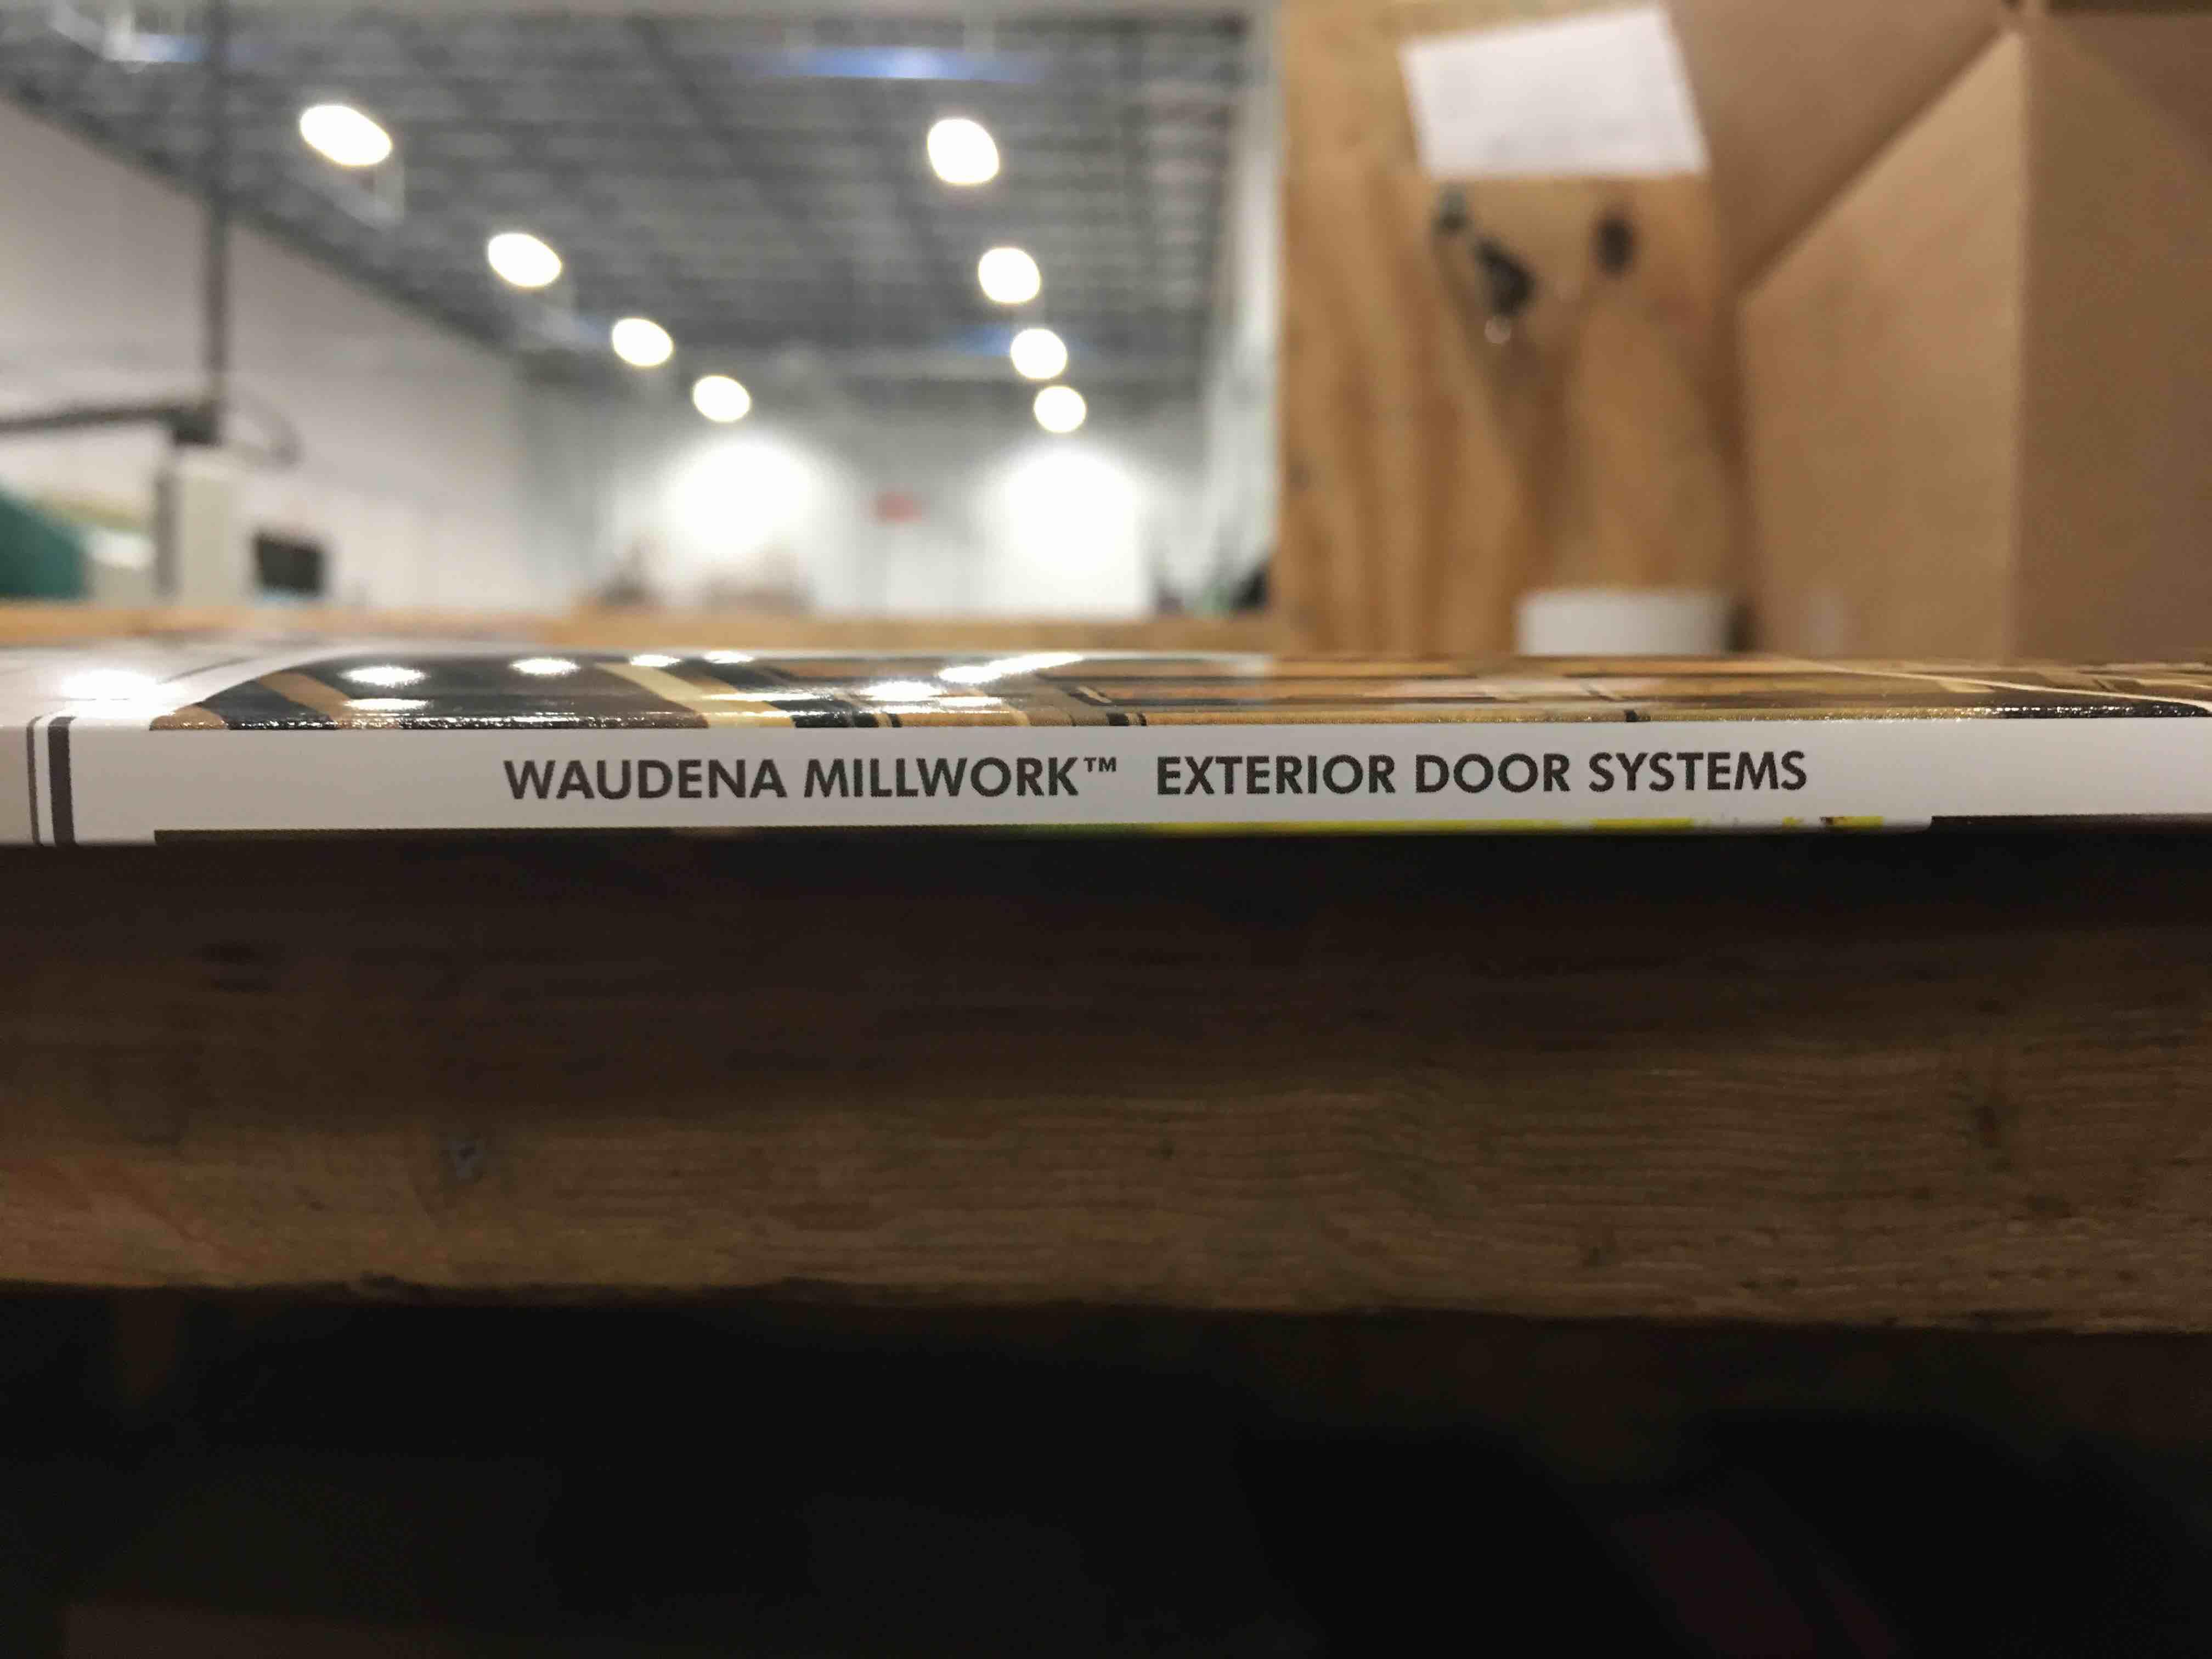 WAUDENA MILLWORK™ EXTERIOR DOOR SYSTEMS